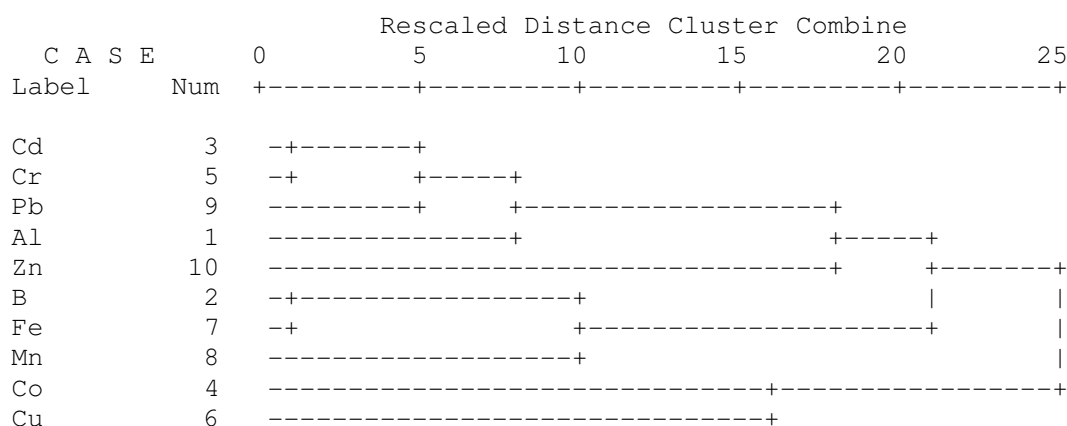 Rescaled Distance Cluster Combine
C A S E 0 5 10 15 20 25
Label Num +---------+---------+---------+---------+---------+
Cd 3 -+-------+
Cr 5 -+ +-----+
Pb 9 ---------+ +-------------------+
Al 1 ---------------+ +-----+
Zn 10 -----------------------------------+ +-------+
B 2 -+-----------------+ | |
Fe 7 -+ +---------------------+ |
Mn 8 -------------------+ |
Co 4 -------------------------------+-----------------+
Cu 6 -------------------------------+